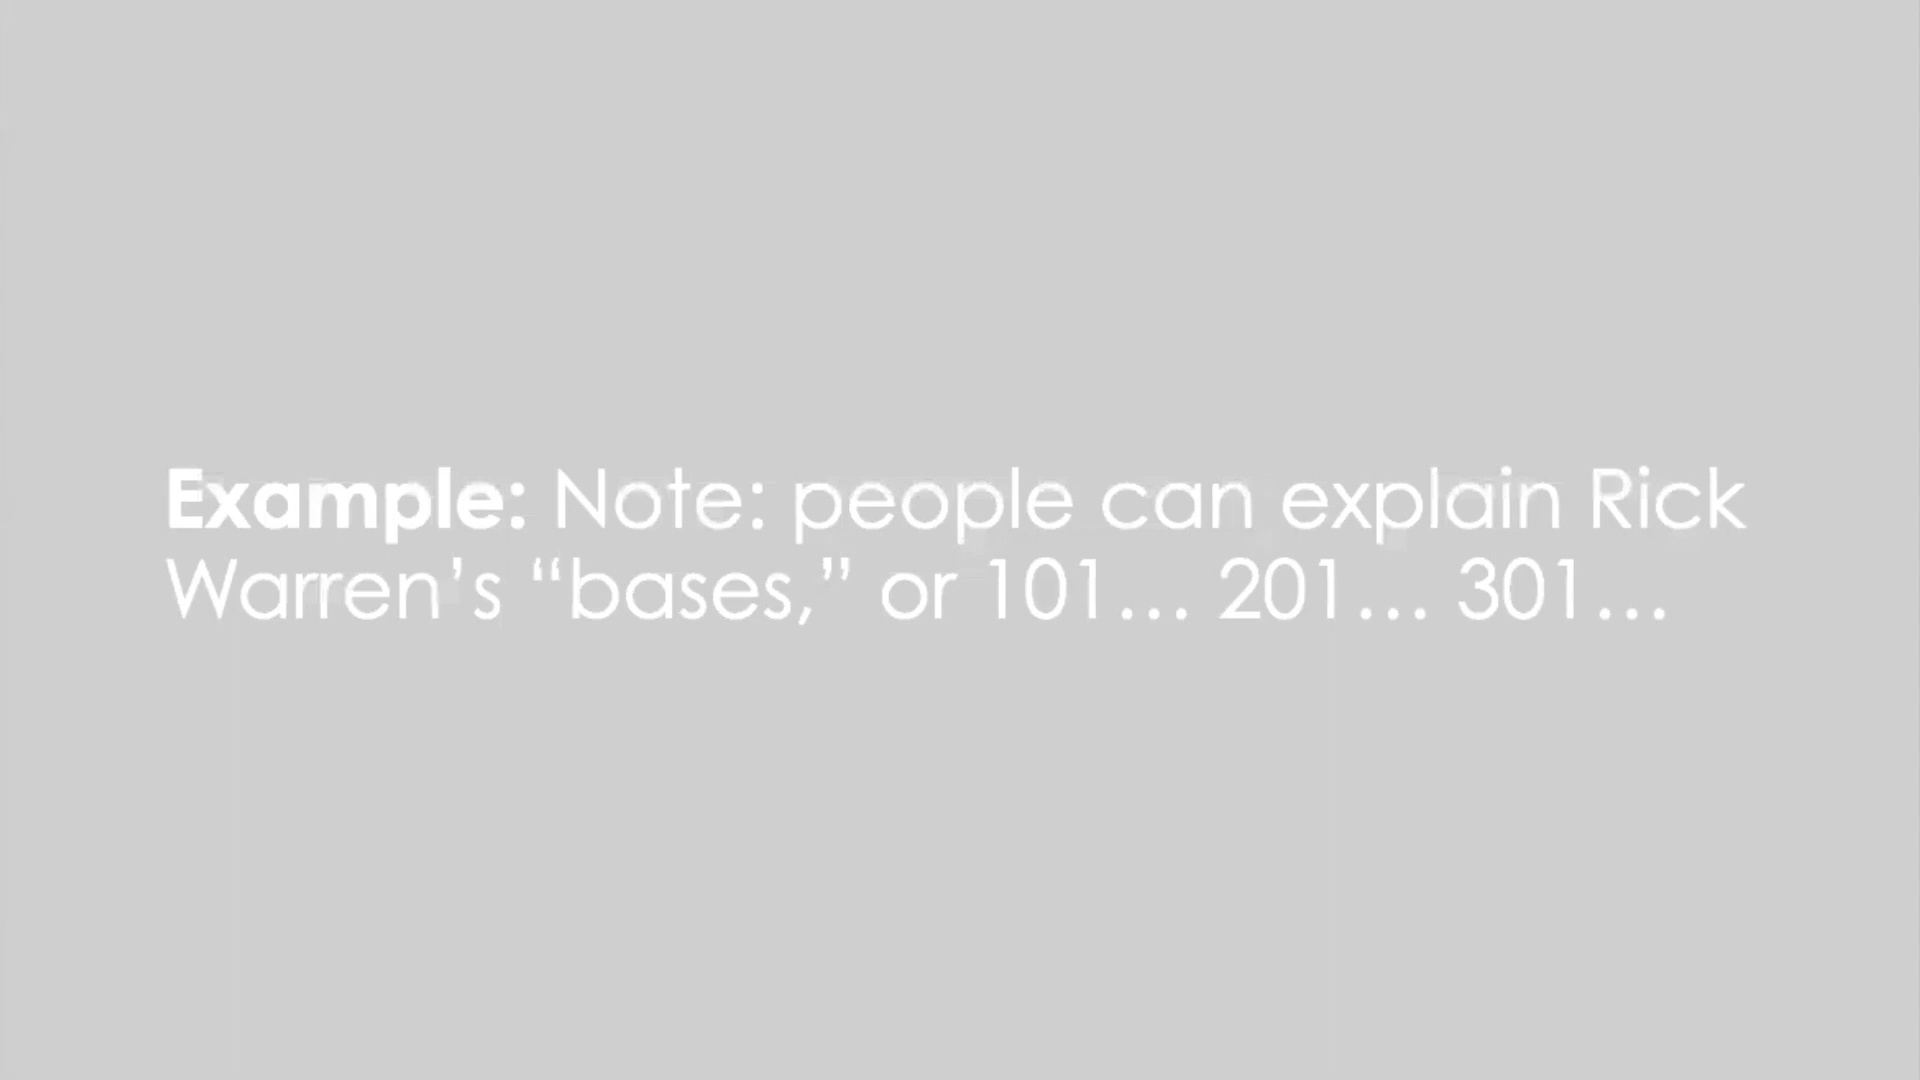 Example: Note: people can explain Rick
Warren’s “bases,” or 101… 201… 301…